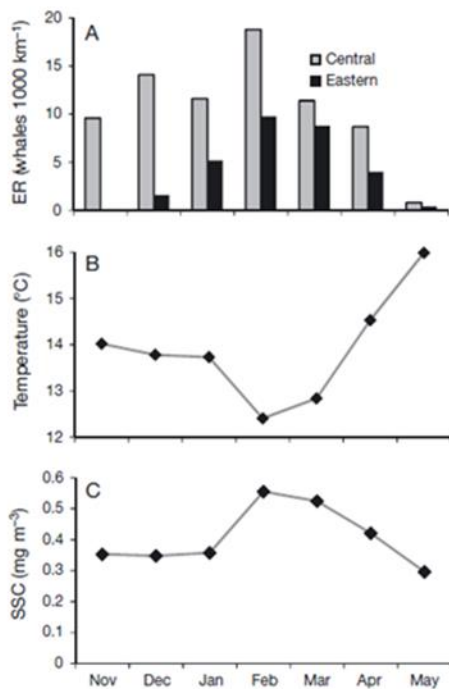 A
ER (whales 1000 km⁻¹)
20
15
10
5
0
Central
Eastern
B
Temperature (°C)
16
15
14
13
12
C
SSC (mg m⁻³)
0.6
0.5
0.4
0.3
0.2
0.1
0
Nov Dec Jan Feb Mar Apr May